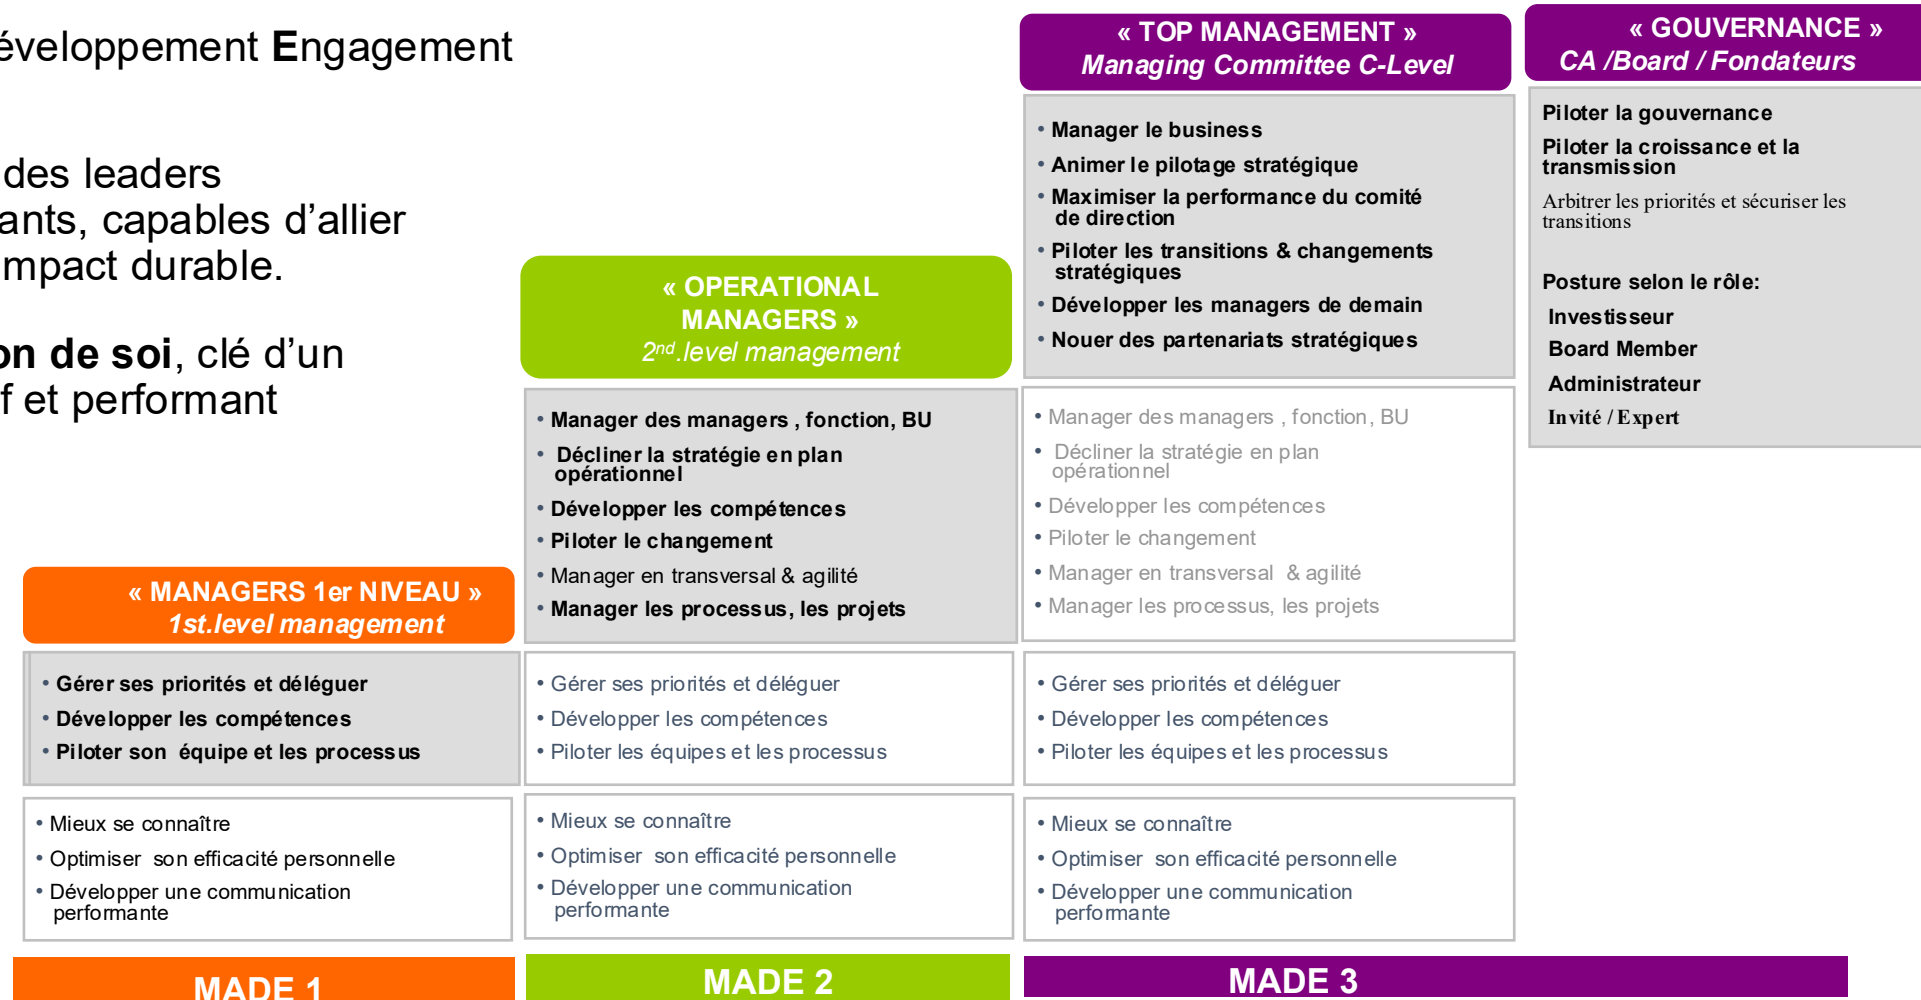 éveloppement Engagement
des leaders
ants, capables d’allier
mpact durable.
on de soi, clé d’un
f et performant
« MANAGERS 1er NIVEAU »
1st.level management
• Gérer ses priorités et déléguer
• Développer les compétences
• Piloter son équipe et les processus
• Mieux se connaître
• Optimiser son efficacité personnelle
• Développer une communication
performante
MADE 1
« OPERATIONAL
MANAGERS »
2nd.level management
• Manager des managers , fonction, BU
• Décliner la stratégie en plan
opérationnel
• Développer les compétences
• Piloter le changement
• Manager en transversal & agilité
• Manager les processus, les projets
• Gérer ses priorités et déléguer
• Développer les compétences
• Piloter les équipes et les processus
• Mieux se connaître
• Optimiser son efficacité personnelle
• Développer une communication
performante
MADE 2
« TOP MANAGEMENT »
Managing Committee C-Level
• Manager le business
• Animer le pilotage stratégique
• Maximiser la performance du comité
de direction
• Piloter les transitions & changements
stratégiques
• Développer les managers de demain
• Nouer des partenariats stratégiques
• Manager des managers , fonction, BU
• Décliner la stratégie en plan
opérationnel
• Développer les compétences
• Piloter le changement
• Manager en transversal & agilité
• Manager les processus, les projets
• Gérer ses priorités et déléguer
• Développer les compétences
• Piloter les équipes et les processus
• Mieux se connaître
• Optimiser son efficacité personnelle
• Développer une communication
performante
MADE 3
« GOUVERNANCE »
CA /Board / Fondateurs
Piloter la gouvernance
Piloter la croissance et la
transmission
Arbitrer les priorités et sécuriser les
transitions
Posture selon le rôle:
Investisseur
Board Member
Administrateur
Invité / Expert